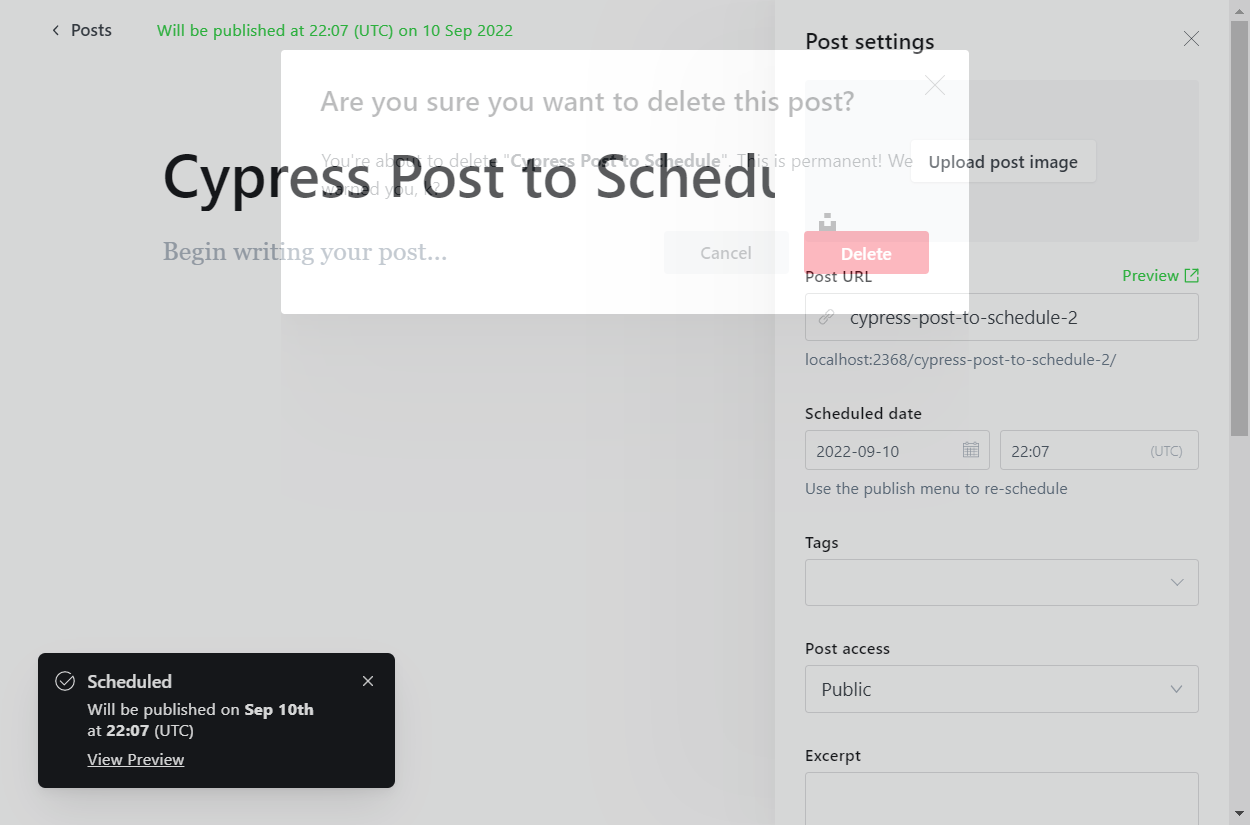 Posts
Will be published at 22:07 (UTC) on 10 Sep 2022
Post settings
Are you sure you want to delete this post?
You're about to delete "Cypress Post to Schedule". This is permanent! We
warned you, k?
Cancel
Delete
Cypress Post to Schedu
Begin writing your post...
Upload post image
Post URL
Preview
cypress-post-to-schedule-2
localhost:2368/cypress-post-to-schedule-2/
Scheduled date
2022-09-10
22:07
(UTC)
Use the publish menu to re-schedule
Tags
Post access
Public
Excerpt
Scheduled
Will be published on Sep 10th
at 22:07 (UTC)
View Preview